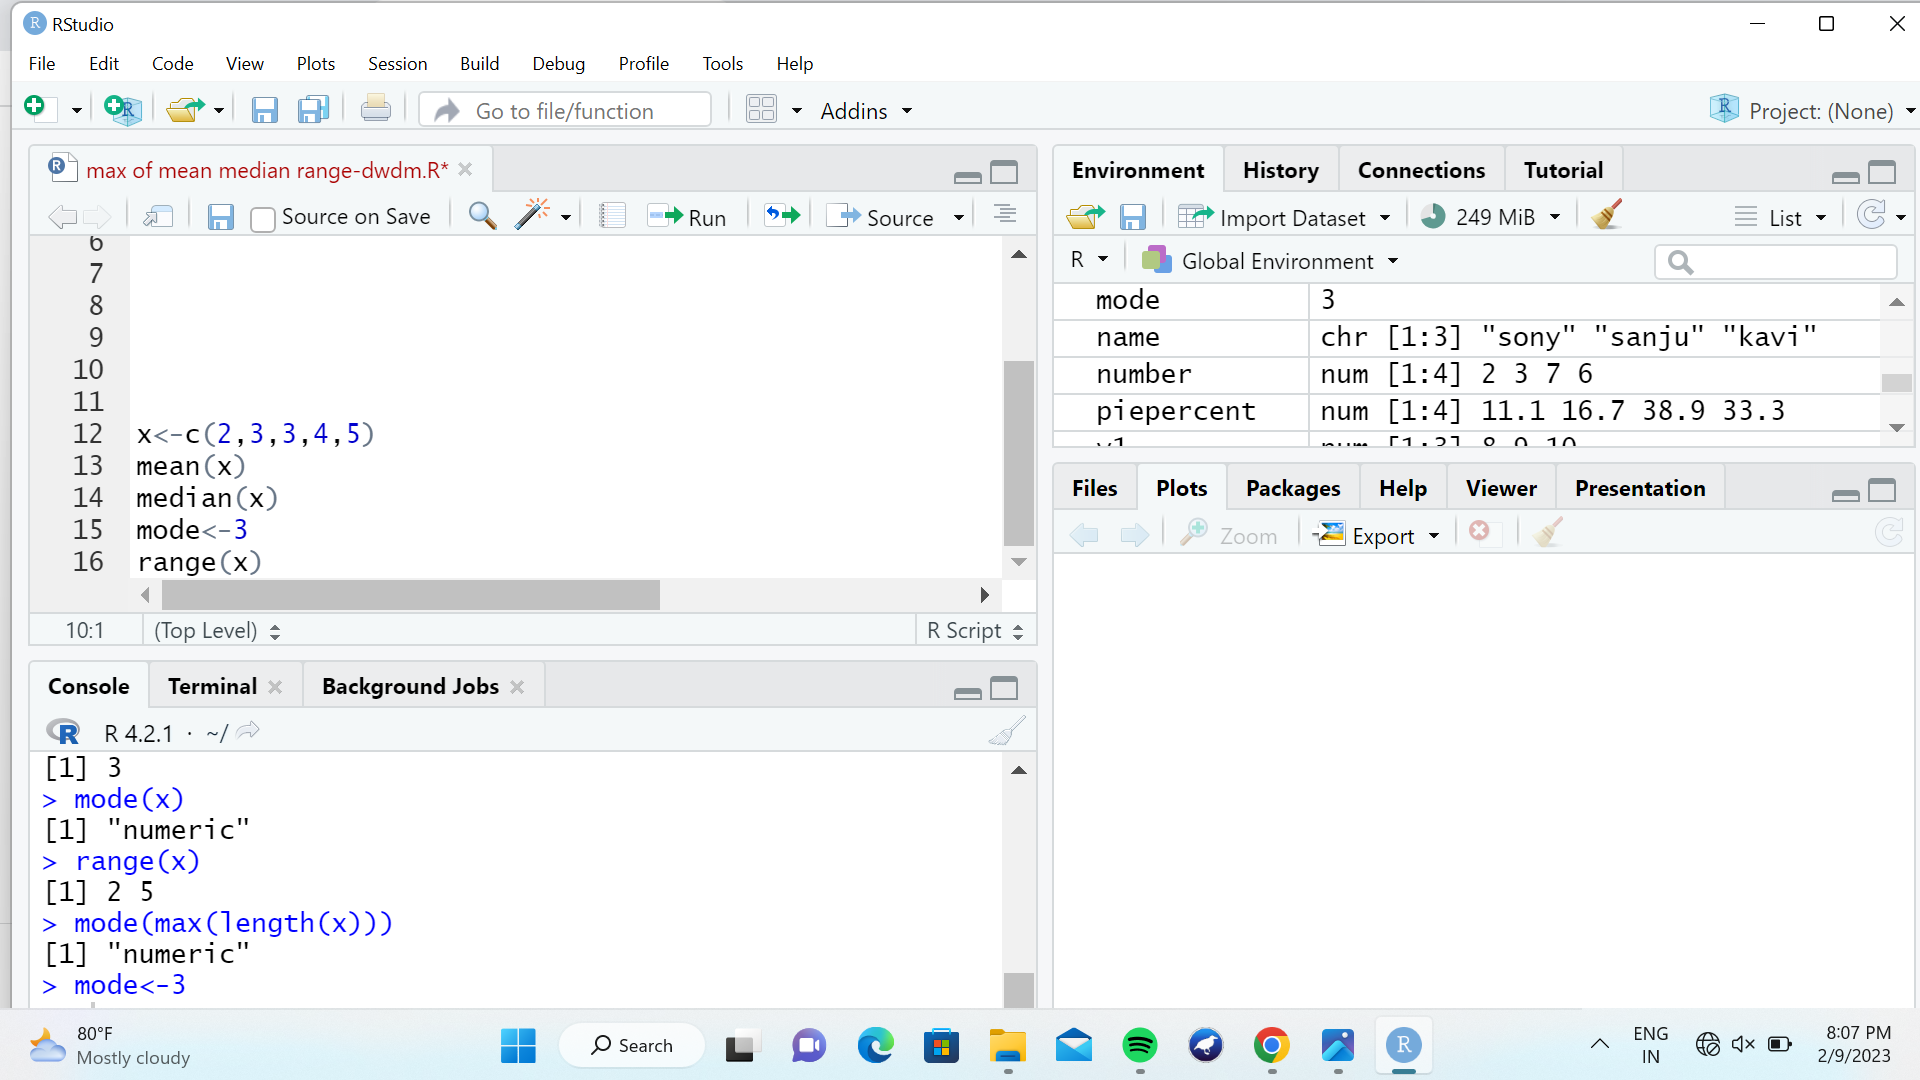 RStudio
File Edit Code View Plots Session Build Debug Profile Tools Help
Go to file/function Addins Project: (None)
max of mean median range-dwdm.R*
Source on Save Run Source
6
7
8
9
10
11
12 x<-c(2,3,3,4,5)
13 mean(x)
14 median(x)
15 mode<-3
16 range(x)
10:1 (Top Level) R Script
Console Terminal Background Jobs
R 4.2.1 · ~/
[1] 3
> mode(x)
[1] "numeric"
> range(x)
[1] 2 5
> mode(max(length(x)))
[1] "numeric"
> mode<-3
Environment History Connections Tutorial
Import Dataset 249 MiB List
R Global Environment
mode 3
name chr [1:3] "sony" "sanju" "kavi"
number num [1:4] 2 3 7 6
piepercent num [1:4] 11.1 16.7 38.9 33.3
v1 num [1:3] 8 9 10
Files Plots Packages Help Viewer Presentation
Zoom Export
80°F
Mostly cloudy
Search
ENG
IN
8:07 PM
2/9/2023